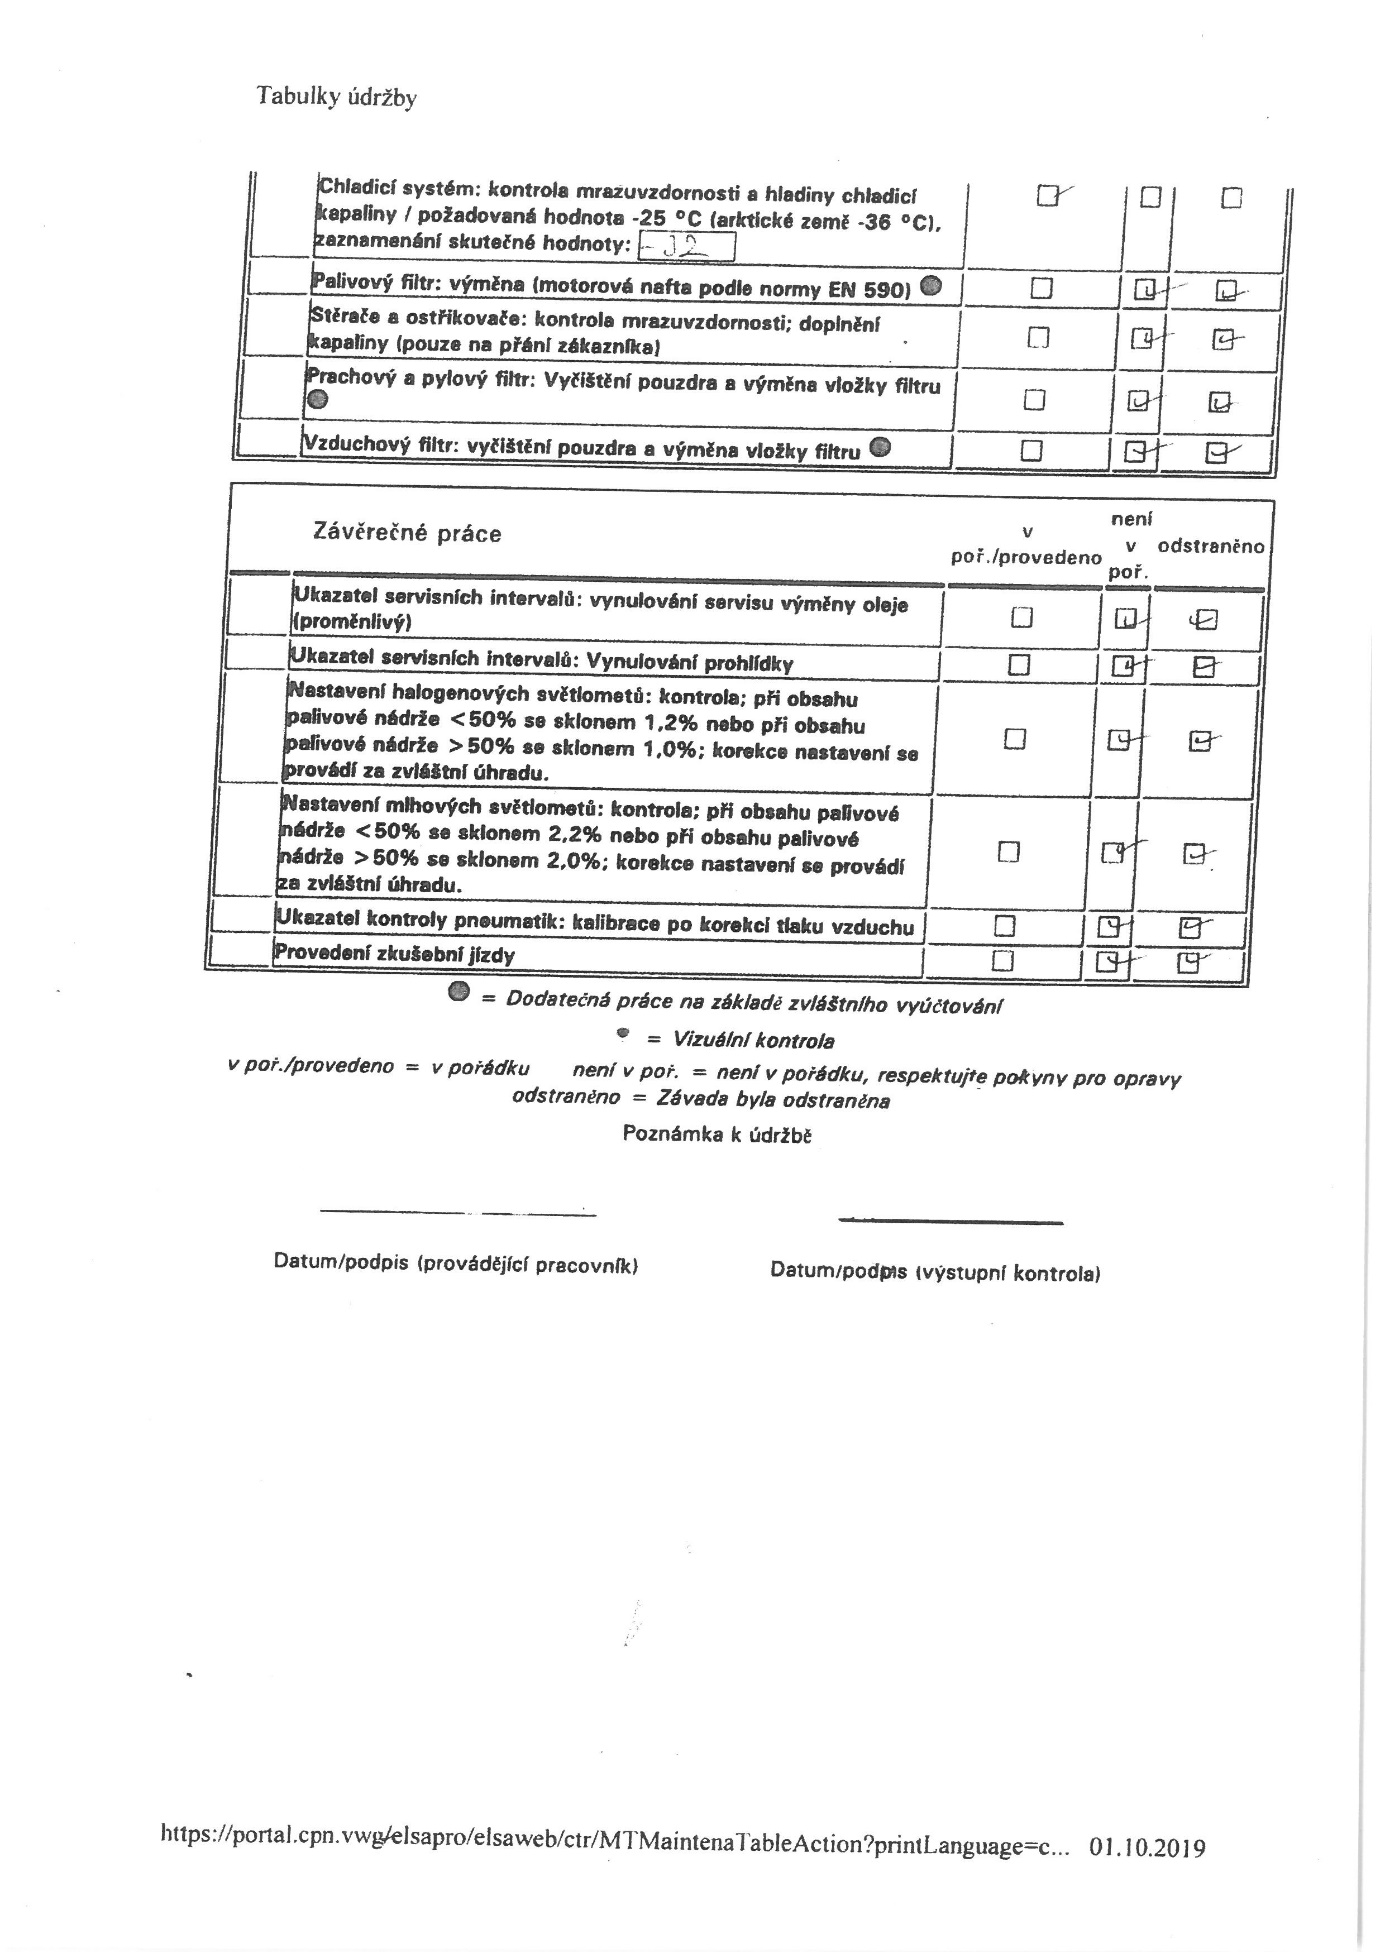 Tabulky údržby
Chladicí systém: kontrola mrazuvzdornosti a hladiny chladicí
kapaliny / požadovaná hodnota -25 °C (arktické země -36 °C),
zaznamenání skutečné hodnoty: -32
Palivový filtr: výměna (motorová nafta podle normy EN 590)
Stěrače a ostřikovače: kontrola mrazuvzdornosti; doplnění
kapaliny (pouze na přání zákazníka)
Prachový a pylový filtr: Vyčištění pouzdra a výměna vložky filtru
Vzduchový filtr: vyčištění pouzdra a výměna vložky filtru
Závěrečné práce
v
poř./provedeno
není
v
poř.
odstraněno
Ukazatel servisních intervalů: vynulování servisu výměny oleje
(proměnlivý)
Ukazatel servisních intervalů: Vynulování prohlídky
Nastavení halogenových světlometů: kontrola; při obsahu
palivové nádrže <50% se sklonem 1,2% nebo při obsahu
palivové nádrže >50% se sklonem 1,0%; korekce nastavení se
provádí za zvláštní úhradu.
Nastavení mlhových světlometů: kontrola; při obsahu palivové
nádrže <50% se sklonem 2,2% nebo při obsahu palivové
nádrže >50% se sklonem 2,0%; korekce nastavení se provádí
za zvláštní úhradu.
Ukazatel kontroly pneumatik: kalibrace po korekci tlaku vzduchu
Provedení zkušební jízdy
= Dodatečná práce na základě zvláštního vyúčtování
= Vizuální kontrola
v poř./provedeno = v pořádku není v poř. = není v pořádku, respektujte pokyny pro opravy
odstraněno = Závada byla odstraněna
Poznámka k údržbě
Datum/podpis (provádějící pracovník)
Datum/podpis (výstupní kontrola)
https://portal.cpn.vwg/elsapro/elsaweb/ctr/MTMaintenaTableAction?printLanguage=c... 01.10.2019